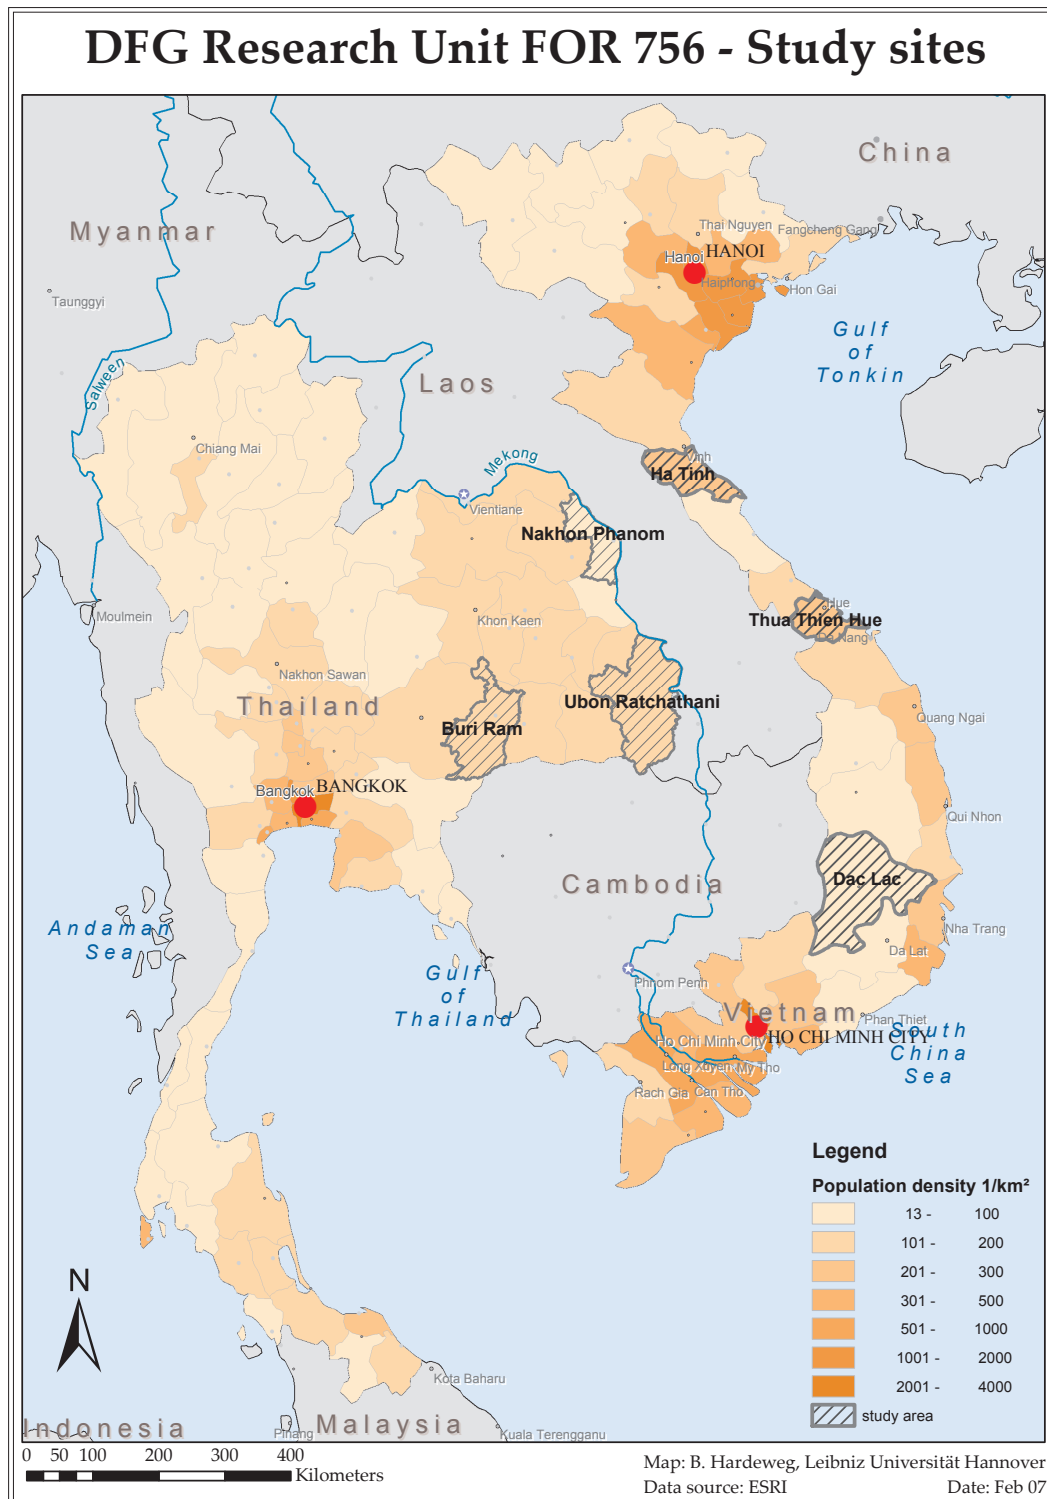 DFG Research Unit FOR 756 - Study sites
China
Myanmar
Thai Nguyen
Fangcheng Gang
Hanoi
HANOI
Haiphong
Hon Gai
Taunggyi
Gulf
of
Tonkin
Salween
Laos
Chiang Mai
Vinh
Ha Tinh
Mekong
Vientiane
Nakhon Phanom
Moulmein
Khon Kaen
Hue
Thua Thien Hue
Da Nang
Nakhon Sawan
Thailand
Ubon Ratchathani
Buri Ram
Quang Ngai
Bangkok
BANGKOK
Qui Nhon
Cambodia
Dac Lac
Andaman
Sea
Nha Trang
Da Lat
Gulf
of
Thailand
Phnom Penh
Vietnam
Phan Thiet
South
China
Sea
Ho Chi Minh City
HO CHI MINH CITY
Long Xuyen
My Tho
Rach Gia
Can Tho
Legend
Population density 1/km²
13 - 100
101 - 200
201 - 300
301 - 500
501 - 1000
1001 - 2000
2001 - 4000
study area
N
Kota Baharu
Indonesia
Malaysia
Pinang
Kuala Terengganu
0 50 100 200 300 400
Kilometers
Map: B. Hardeweg, Leibniz Universität Hannover
Data source: ESRI Date: Feb 07